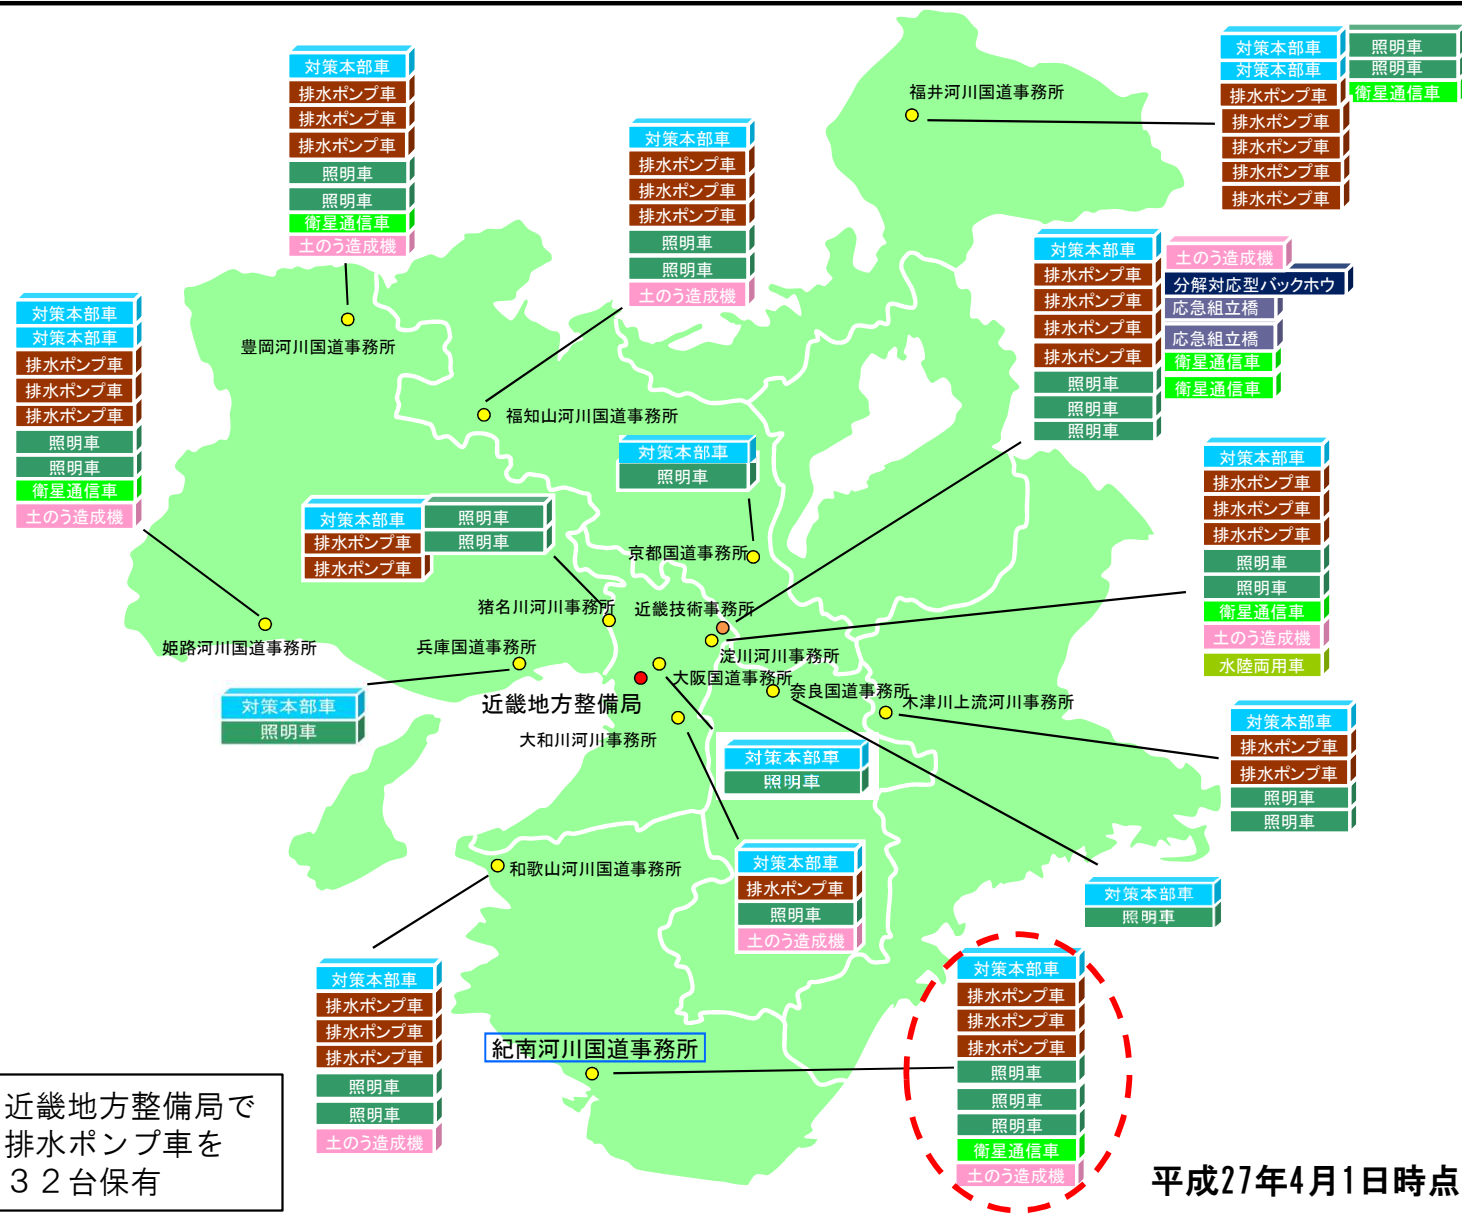 対策本部車
排水ポンプ車
排水ポンプ車
排水ポンプ車
照明車
照明車
衛星通信車
土のう造成機
豊岡河川国道事務所
対策本部車
排水ポンプ車
排水ポンプ車
排水ポンプ車
照明車
照明車
土のう造成機
福知山河川国道事務所
福井河川国道事務所
対策本部車
対策本部車
排水ポンプ車
排水ポンプ車
排水ポンプ車
排水ポンプ車
排水ポンプ車
照明車
照明車
衛星通信車
対策本部車
排水ポンプ車
排水ポンプ車
排水ポンプ車
排水ポンプ車
照明車
照明車
照明車
土のう造成機
分解対応型バックホウ
応急組立橋
応急組立橋
衛星通信車
衛星通信車
対策本部車
対策本部車
排水ポンプ車
排水ポンプ車
排水ポンプ車
照明車
照明車
衛星通信車
土のう造成機
姫路河川国道事務所
対策本部車
排水ポンプ車
排水ポンプ車
照明車
照明車
猪名川河川事務所
対策本部車
照明車
京都国道事務所
近畿技術事務所
対策本部車
排水ポンプ車
排水ポンプ車
排水ポンプ車
照明車
照明車
衛星通信車
土のう造成機
水陸両用車
淀川河川事務所
兵庫国道事務所
対策本部車
照明車
近畿地方整備局
大阪国道事務所
対策本部車
照明車
奈良国道事務所
木津川上流河川事務所
対策本部車
排水ポンプ車
排水ポンプ車
照明車
照明車
大和川河川事務所
対策本部車
排水ポンプ車
照明車
土のう造成機
対策本部車
照明車
和歌山河川国道事務所
対策本部車
排水ポンプ車
排水ポンプ車
排水ポンプ車
照明車
照明車
土のう造成機
紀南河川国道事務所
対策本部車
排水ポンプ車
排水ポンプ車
排水ポンプ車
照明車
照明車
照明車
衛星通信車
土のう造成機
近畿地方整備局で
排水ポンプ車を
３２台保有
平成27年4月1日時点